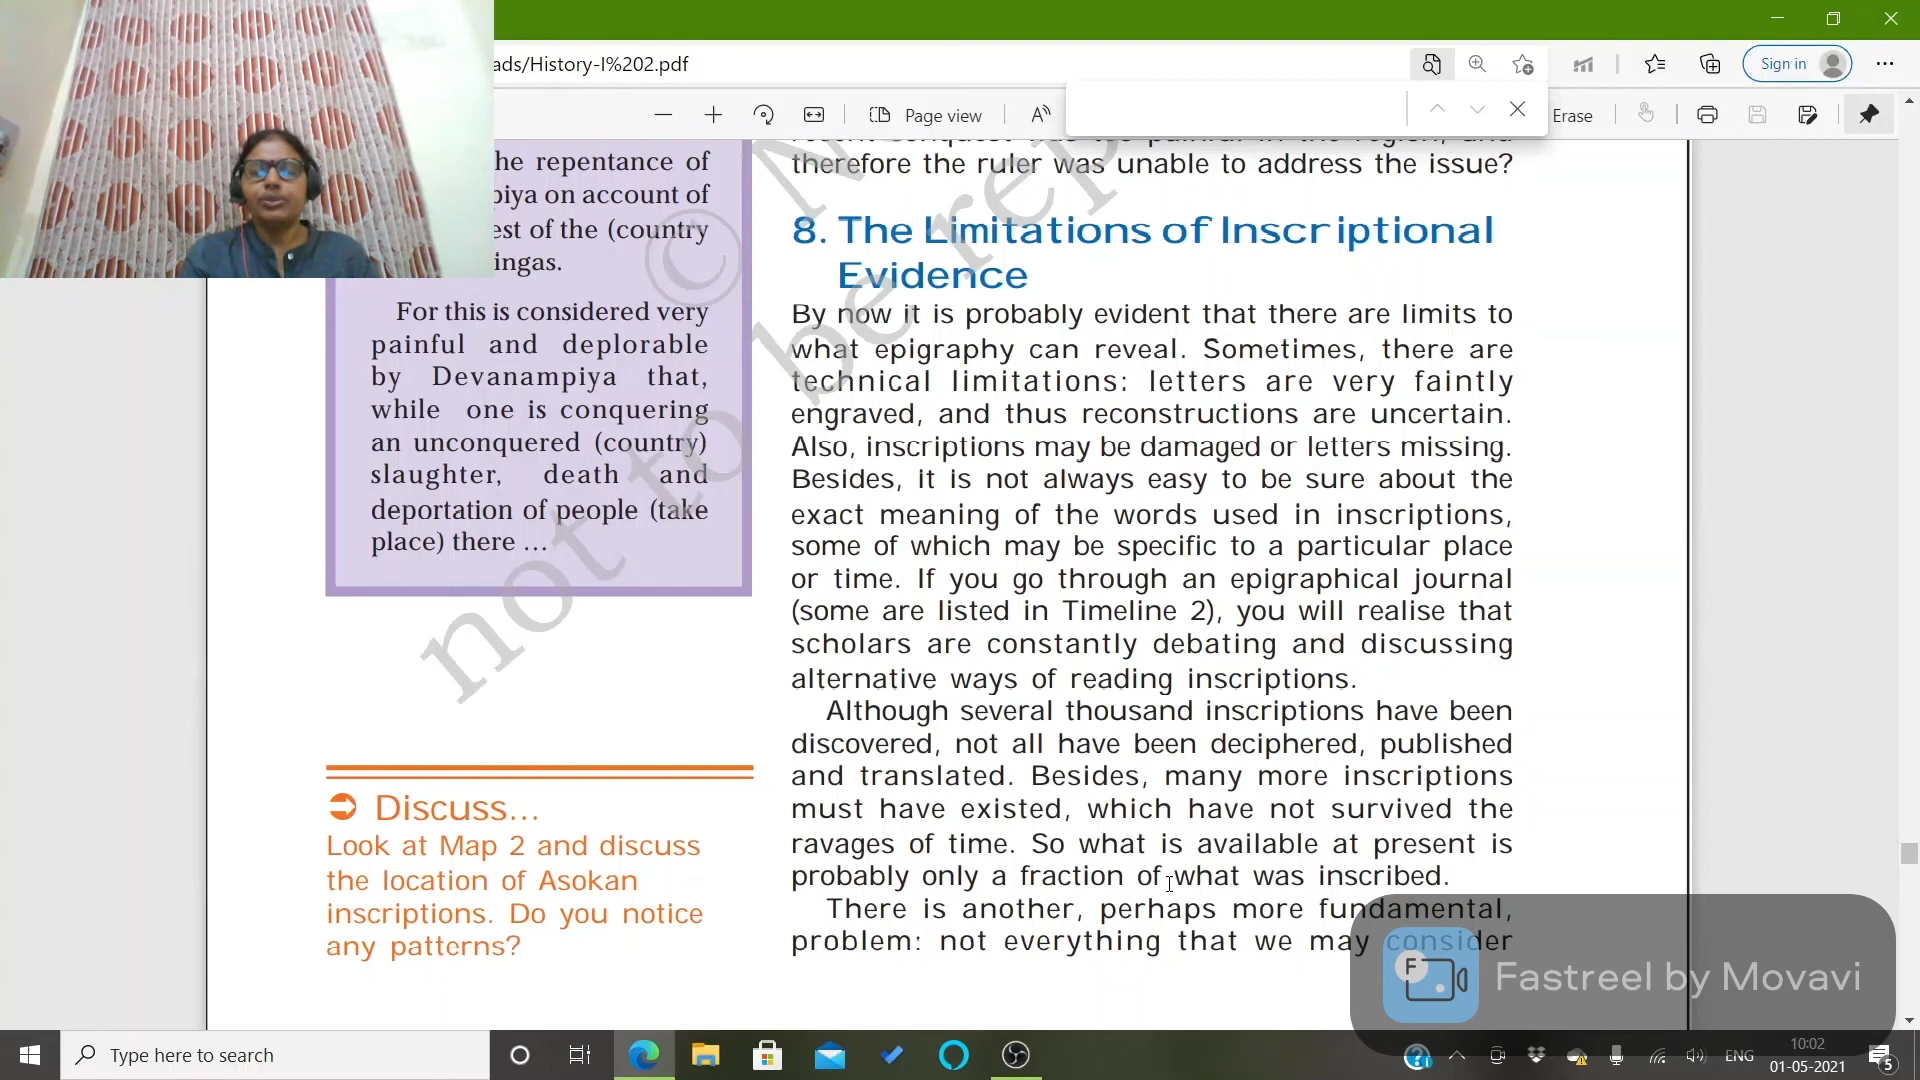 ads/History-I%202.pdf
Sign in
Page view
Erase
he repentance of
piya on account of
est of the (country
ingas.
For this is considered very
painful and deplorable
by Devanampiya that,
while one is conquering
an unconquered (country)
slaughter, death and
deportation of people (take
place) there ...
Discuss...
Look at Map 2 and discuss
the location of Asokan
inscriptions. Do you notice
any patterns?
therefore the ruler was unable to address the issue?
8. The Limitations of Inscriptional
Evidence
By now it is probably evident that there are limits to
what epigraphy can reveal. Sometimes, there are
technical limitations: letters are very faintly
engraved, and thus reconstructions are uncertain.
Also, inscriptions may be damaged or letters missing.
Besides, it is not always easy to be sure about the
exact meaning of the words used in inscriptions,
some of which may be specific to a particular place
or time. If you go through an epigraphical journal
(some are listed in Timeline 2), you will realise that
scholars are constantly debating and discussing
alternative ways of reading inscriptions.
Although several thousand inscriptions have been
discovered, not all have been deciphered, published
and translated. Besides, many more inscriptions
must have existed, which have not survived the
ravages of time. So what is available at present is
probably only a fraction of what was inscribed.
There is another, perhaps more fundamental,
problem: not everything that we may consider
© N
not to be rep
Fastreel by Movavi
Type here to search
ENG
10:02
01-05-2021
5